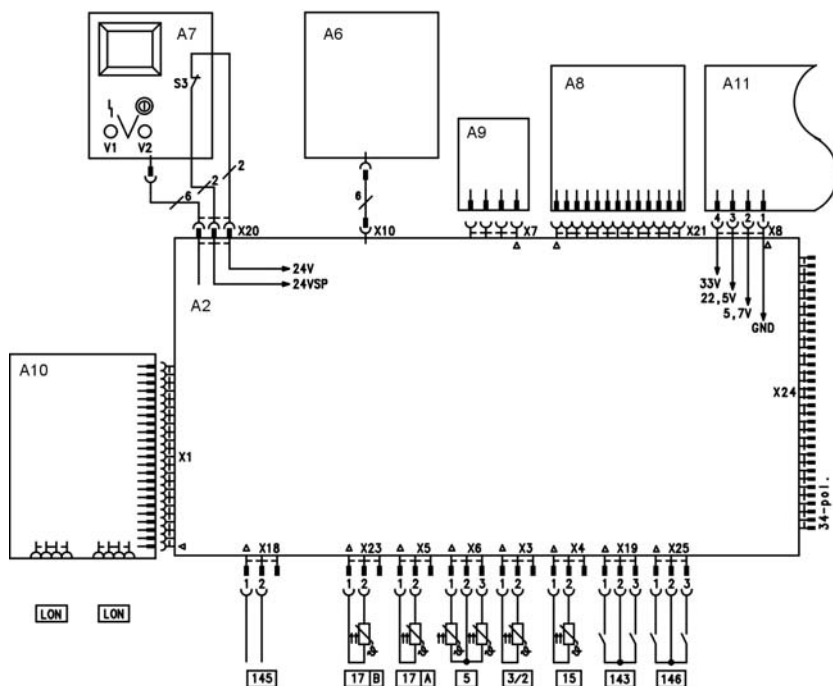 A7
A6
S3
A8
A11
A9
V1 V2
2
2
6
6
4 3 2 1
X20
X10
X7
X21
X8
24V
24VSP
A2
33V
22,5V
5,7V
GND
A10
X24
X1
34-pol.
X18
X23
X5
X6
X3
X4
X19
X25
1 2
1 2
1 2
1 2 3
1 2
1 2
1 2 3
1 2 3
LON
LON
145
17 B
17 A
5
3/2
15
143
146